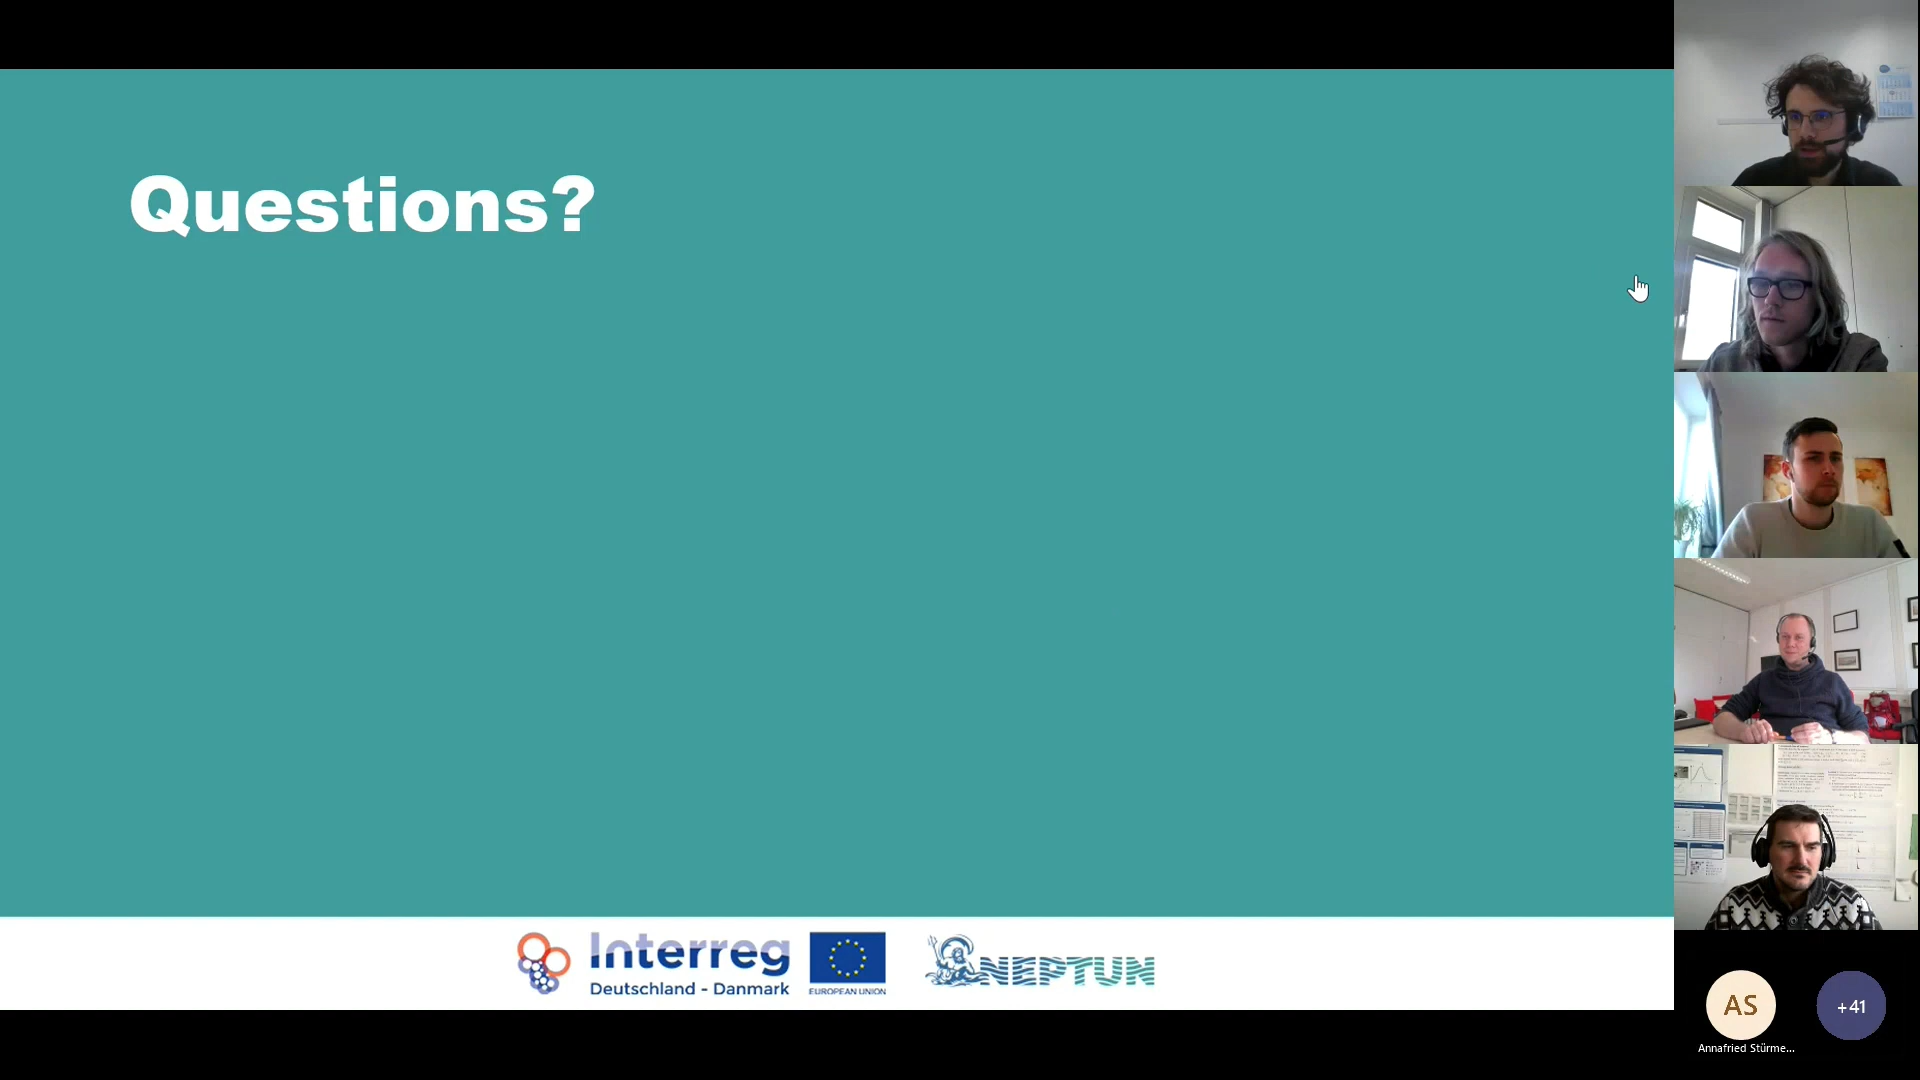 Questions?
Interreg
Deutschland - Danmark
EUROPEAN UNION
NEPTUN
AS
+41
Annafried Stürme...